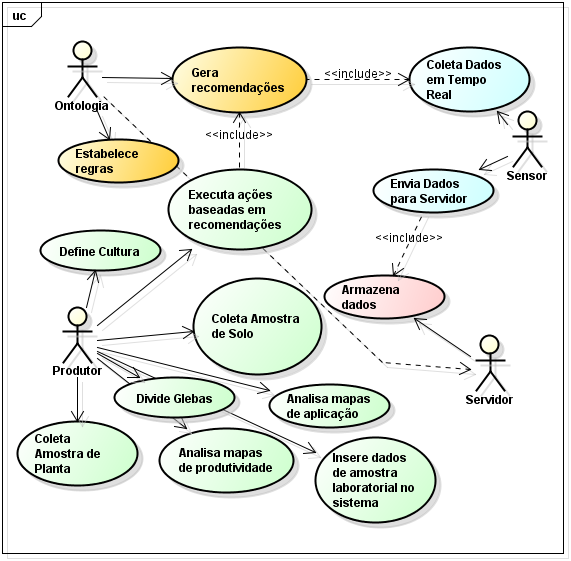 uc
Gera
recomendações
<<include>>
Coleta Dados
em Tempo
Real
Ontologia
<<include>>
Sensor
Estabelece
regras
Executa ações
baseadas em
recomendações
Envia Dados
para Servidor
<<include>>
Define Cultura
Armazena
dados
Coleta Amostra
de Solo
Produtor
Servidor
Divide Glebas
Analisa mapas
de aplicação
Coleta
Amostra de
Planta
Analisa mapas
de produtividade
Insere dados
de amostra
laboratorial no
sistema